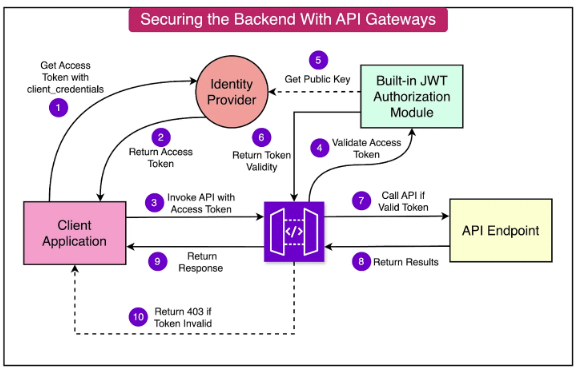 Securing the Backend With API Gateways
Get Access
Token with
client_credentials
1
Identity
Provider
5
Get Public Key
Built-in JWT
Authorization
Module
2
Return Access
Token
6
Return Token
Validity
4
Validate Access
Token
3
Invoke API with
Access Token
7
Call API if
Valid Token
Client
Application
</>
API Endpoint
9
Return
Response
8
Return Results
10
Return 403 if
Token Invalid